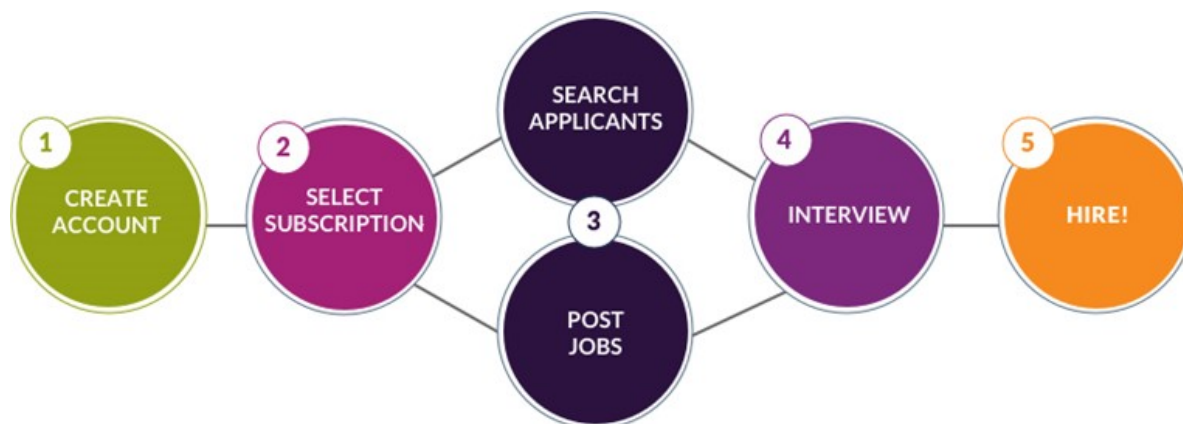 1
CREATE
ACCOUNT
2
SELECT
SUBSCRIPTION
SEARCH
APPLICANTS
3
POST
JOBS
4
INTERVIEW
5
HIRE!